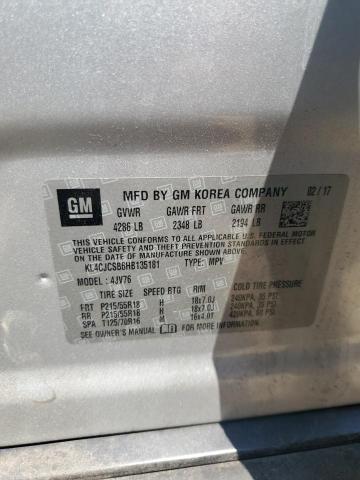 GM
MFD BY GM KOREA COMPANY 02/17
GVWR GAWR FRT GAWR RR
4286 LB 2348 LB 2194 LB
THIS VEHICLE CONFORMS TO ALL APPLICABLE U.S. FEDERAL
MOTOR VEHICLE SAFETY, BUMPER, AND THEFT PREVENTION
STANDARDS IN EFFECT ON THE DATE OF MANUFACTURE SHOWN ABOVE.
KL4CJCSB6HB135181 TYPE: MPV
MODEL: 4JV76
TIRE SIZE SPEED RTG RIM COLD TIRE PRESSURE
FRT P215/55R18 H 18x7.0J 240KPA, 35 PSI
RR P215/55R18 H 18x7.0J 240KPA, 35 PSI
SPA T125/70R16 M 16x4.0T 420KPA, 60 PSI
SEE OWNER'S MANUAL FOR ADDITIONAL INFORMATION